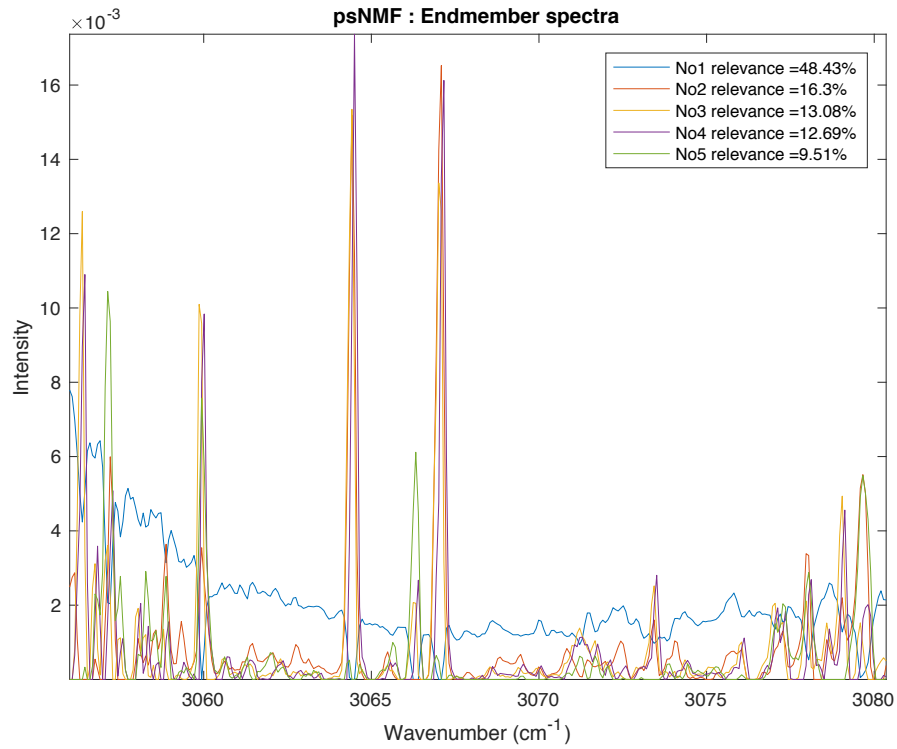 psNMF : Endmember spectra
×10⁻³
16
14
12
10
8
6
4
2
Intensity
No1 relevance =48.43%
No2 relevance =16.3%
No3 relevance =13.08%
No4 relevance =12.69%
No5 relevance =9.51%
3060
3065
3070
3075
3080
Wavenumber (cm⁻¹)